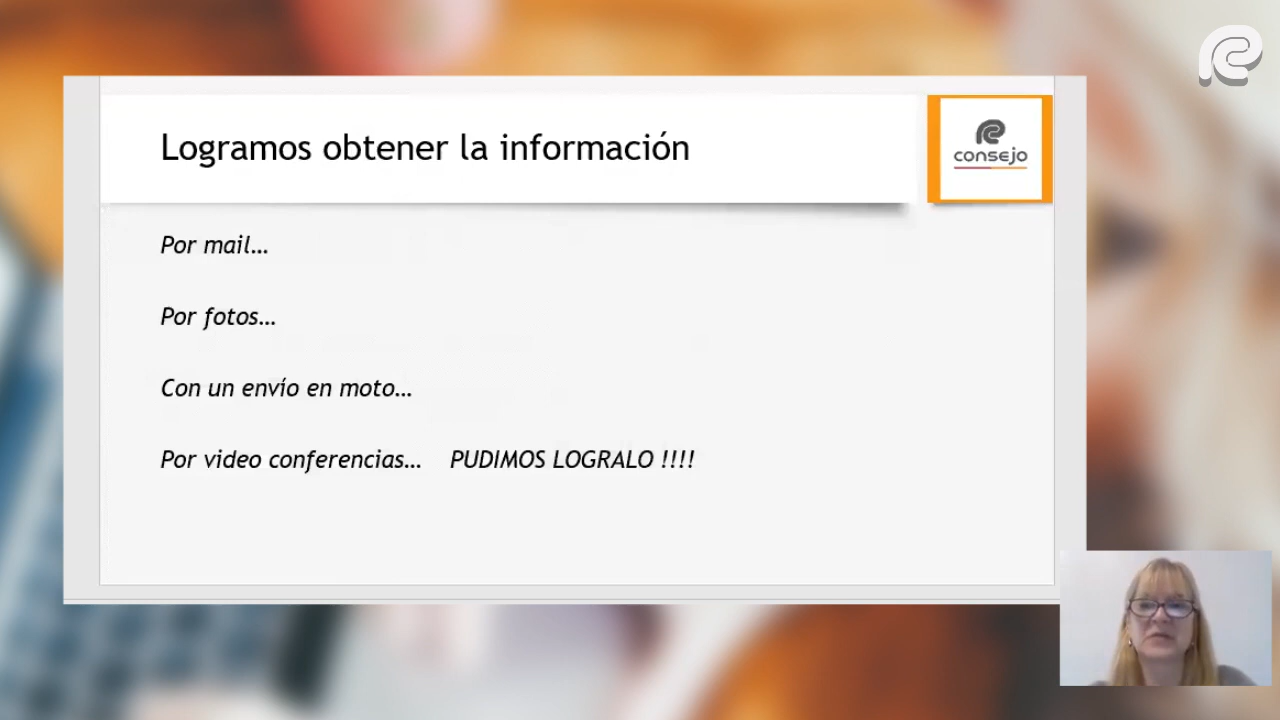 Logramos obtener la información
consejo
Por mail…
Por fotos…
Con un envío en moto…
Por video conferencias… PUDIMOS LOGRALO !!!!